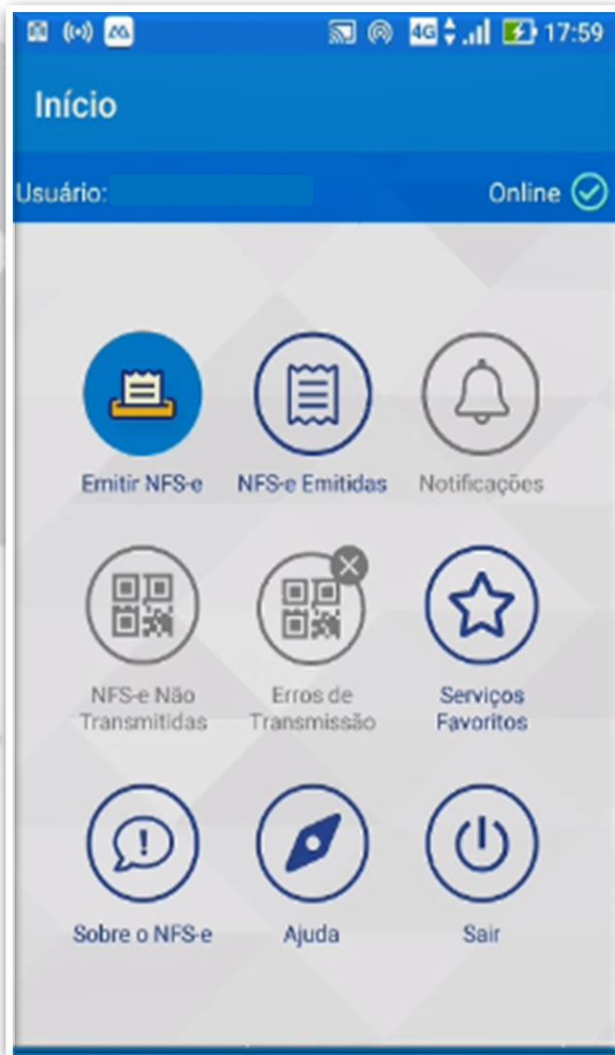 4G 17:59
Início
Usuário: Online
Emitir NFS-e NFS-e Emitidas Notificações
NFS-e Não
Transmitidas
Erros de
Transmissão
Serviços
Favoritos
Sobre o NFS-e Ajuda Sair